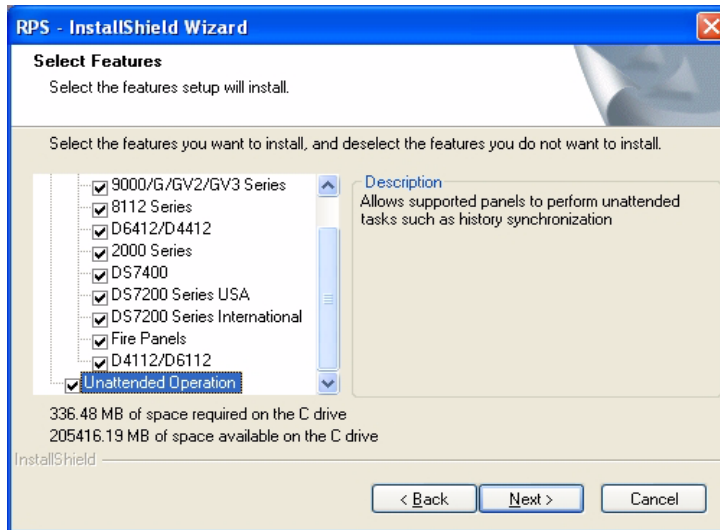 RPS - InstallShield Wizard
Select Features
Select the features setup will install.
Select the features you want to install, and deselect the features you do not want to install.
9000/G/GV2/GV3 Series
8112 Series
D6412/D4412
2000 Series
DS7400
DS7200 Series USA
DS7200 Series International
Fire Panels
D4112/D6112
Unattended Operation
Description
Allows supported panels to perform unattended
tasks such as history synchronization
336.48 MB of space required on the C drive
205416.19 MB of space available on the C drive
InstallShield
< Back
Next >
Cancel